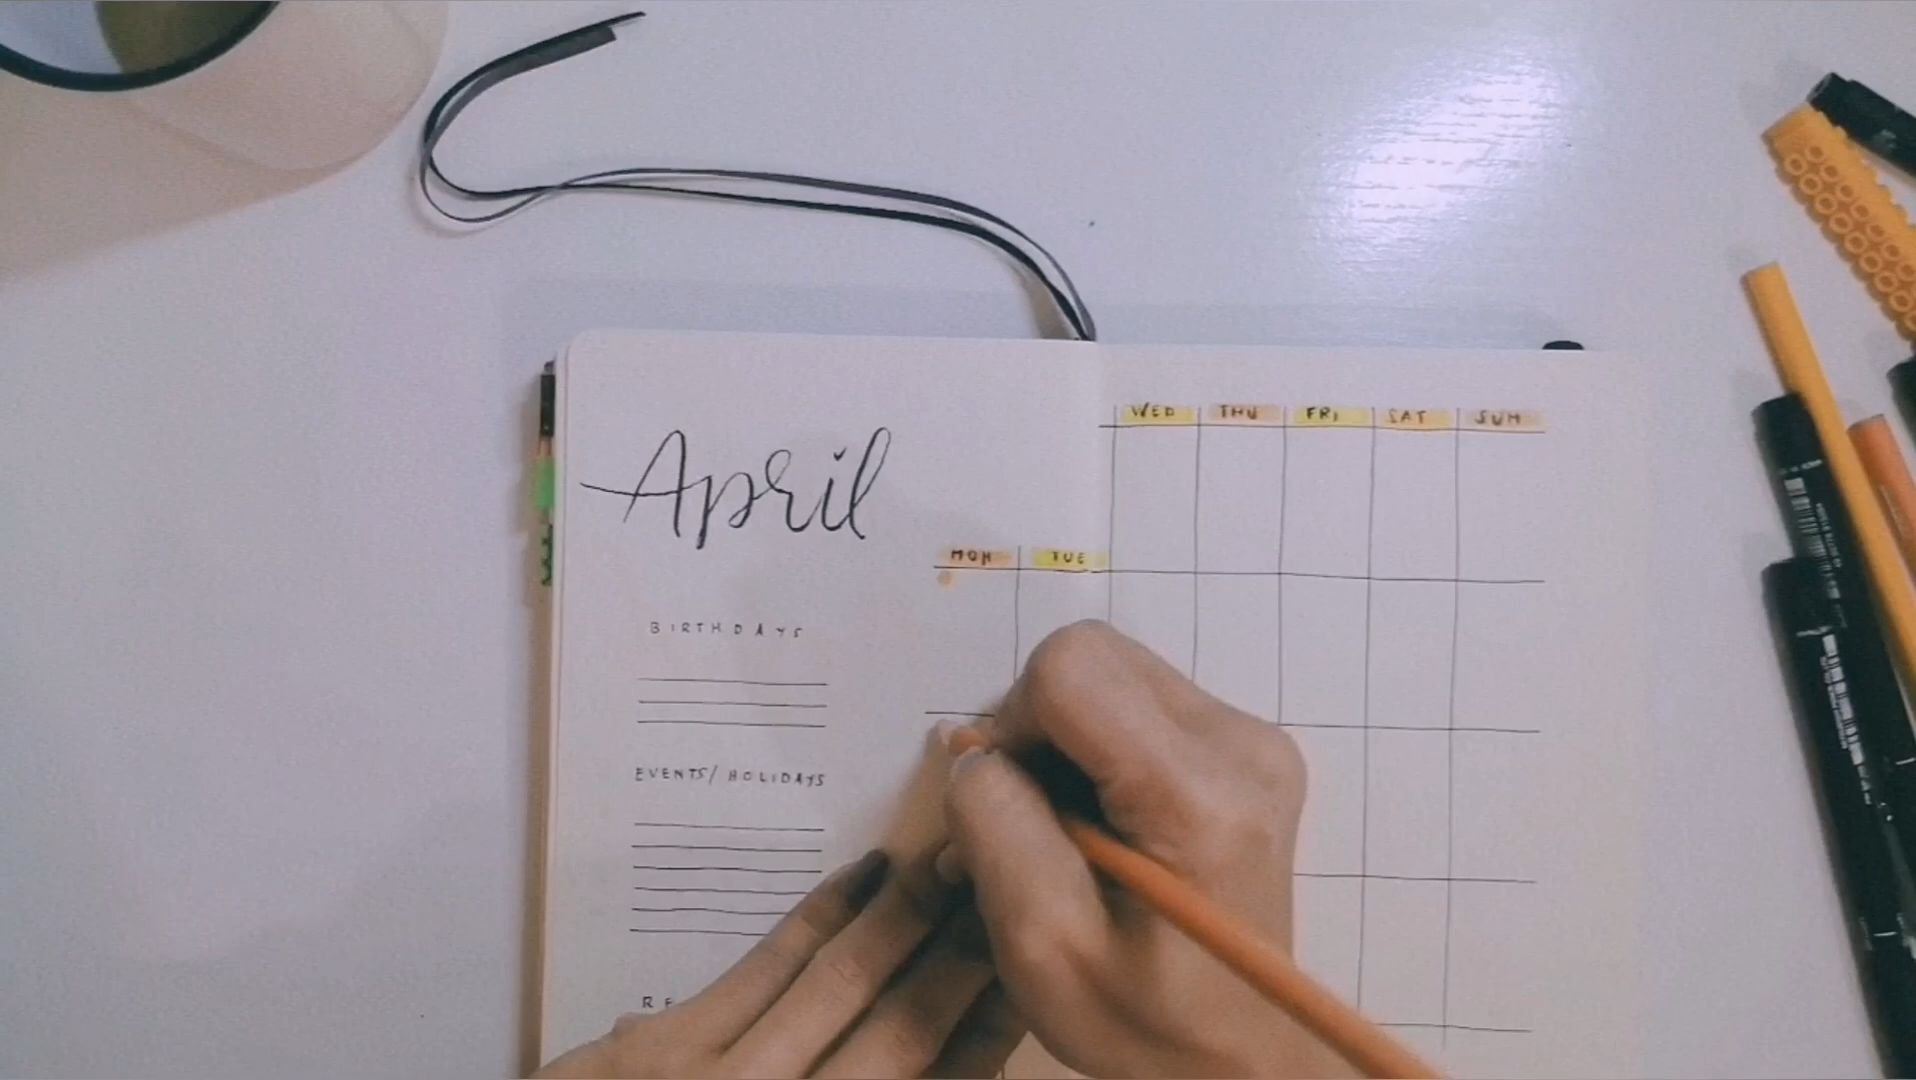 April
WED THU FRI SAT SUN
MON TUE
BIRTHDAYS
EVENTS/HOLIDAYS